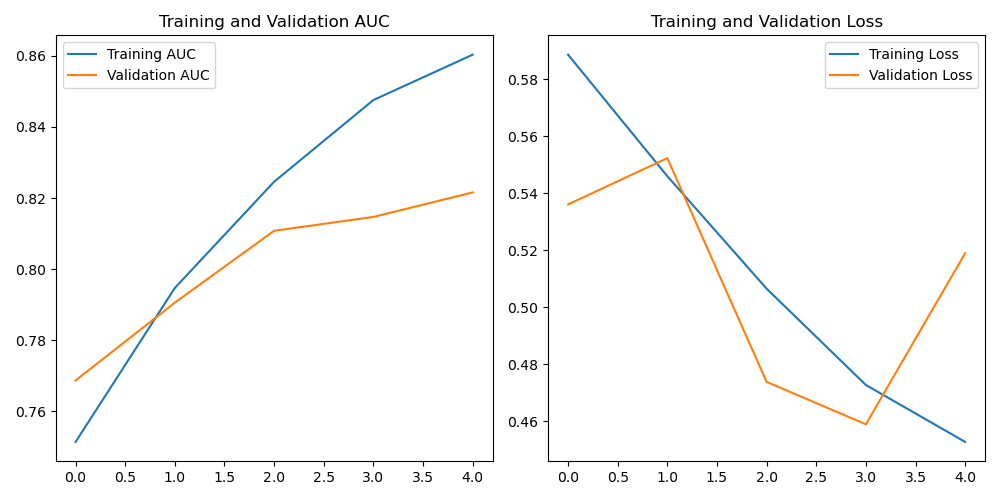 Training and Validation AUC
Training AUC
Validation AUC
0.86
0.84
0.82
0.80
0.78
0.76
0.0 0.5 1.0 1.5 2.0 2.5 3.0 3.5 4.0
Training and Validation Loss
Training Loss
Validation Loss
0.58
0.56
0.54
0.52
0.50
0.48
0.46
0.0 0.5 1.0 1.5 2.0 2.5 3.0 3.5 4.0